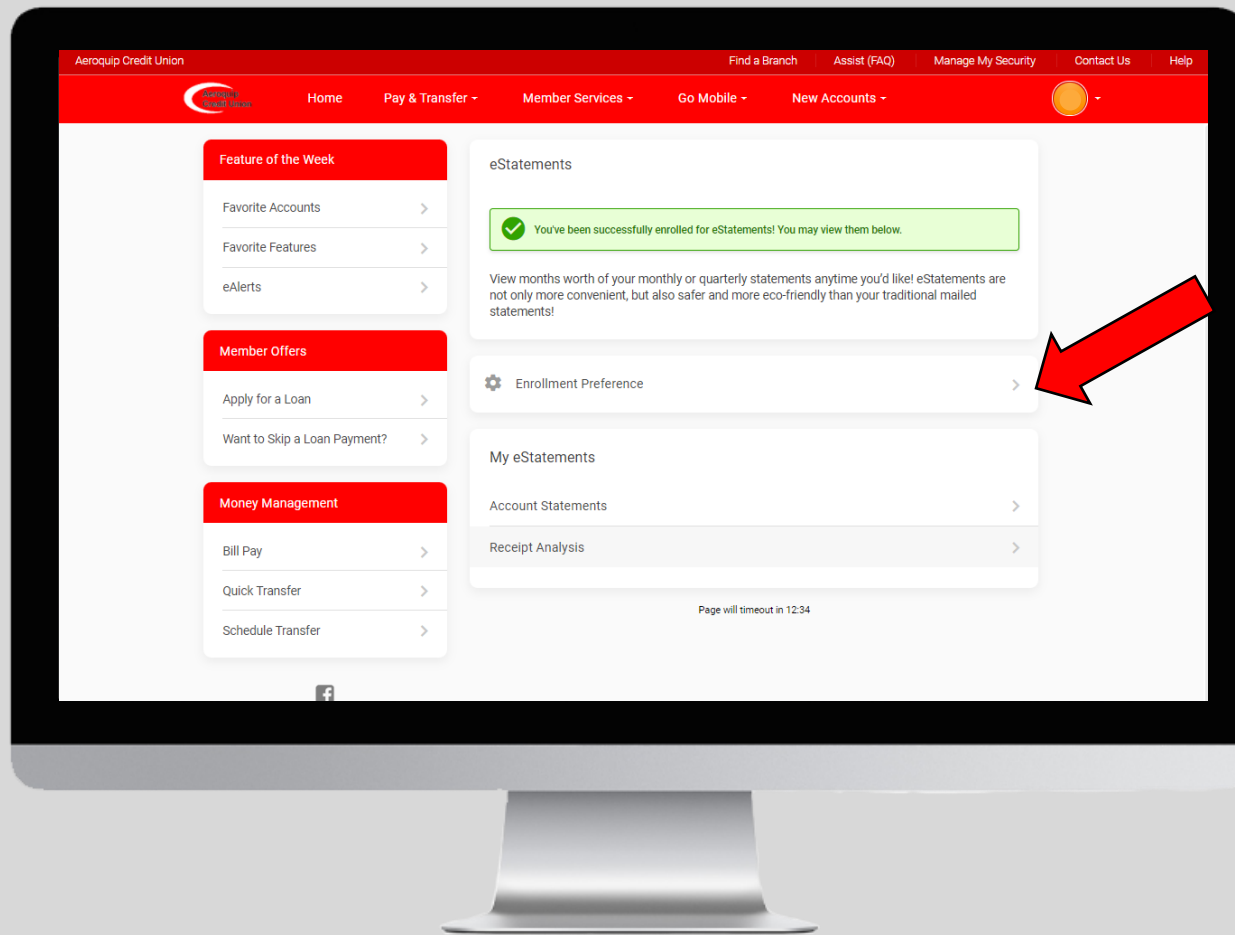 Aeroquip Credit Union
Find a Branch
Assist (FAQ)
Manage My Security
Contact Us
Help
Aeroquip
Credit Union
Home
Pay & Transfer
Member Services
Go Mobile
New Accounts
Feature of the Week
Favorite Accounts
Favorite Features
eAlerts
Member Offers
Apply for a Loan
Want to Skip a Loan Payment?
Money Management
Bill Pay
Quick Transfer
Schedule Transfer
eStatements
You've been successfully enrolled for eStatements! You may view them below.
View months worth of your monthly or quarterly statements anytime you'd like! eStatements are
not only more convenient, but also safer and more eco-friendly than your traditional mailed
statements!
Enrollment Preference
My eStatements
Account Statements
Receipt Analysis
Page will timeout in 12:34